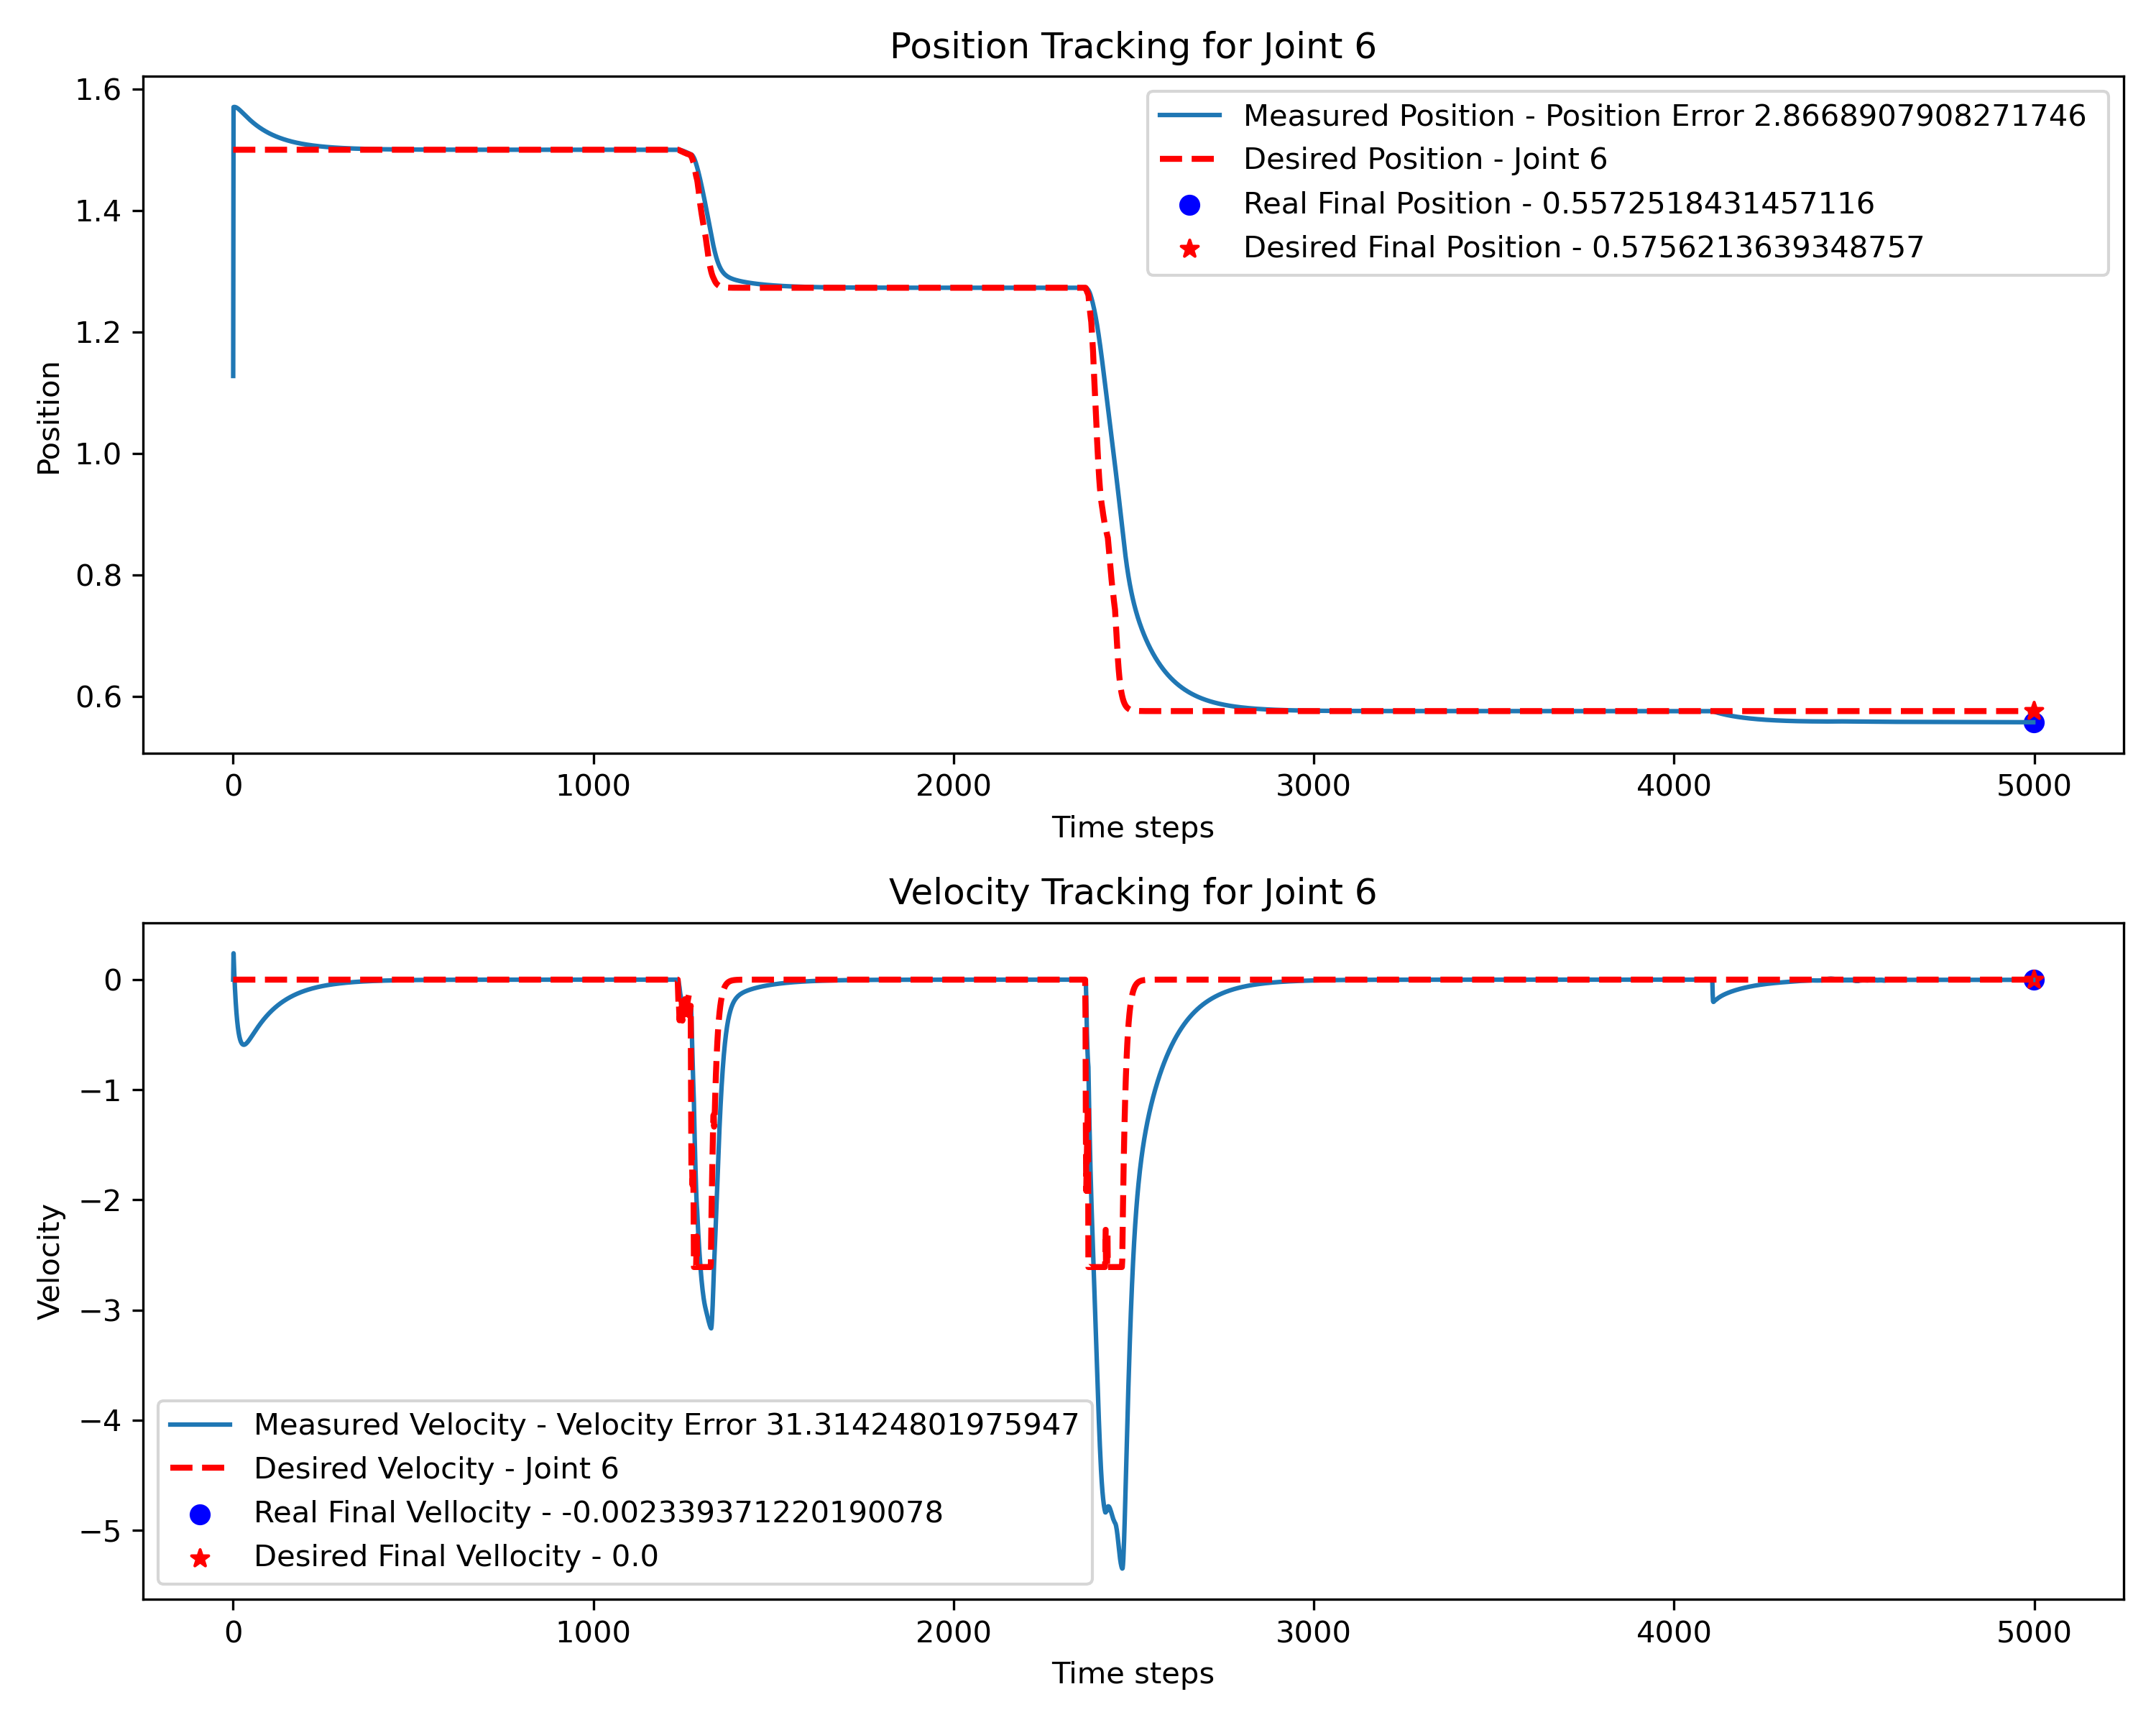 Position Tracking for Joint 6
1.6
1.4
1.2
1.0
0.8
0.6
Position
Measured Position - Position Error 2.8668907908271746
Desired Position - Joint 6
Real Final Position - 0.5572518431457116
Desired Final Position - 0.5756213639348757
0 1000 2000 3000 4000 5000
Time steps
Velocity Tracking for Joint 6
0
−1
−2
−3
−4
−5
Velocity
Measured Velocity - Velocity Error 31.31424801975947
Desired Velocity - Joint 6
Real Final Vellocity - -0.002339371220190078
Desired Final Vellocity - 0.0
0 1000 2000 3000 4000 5000
Time steps